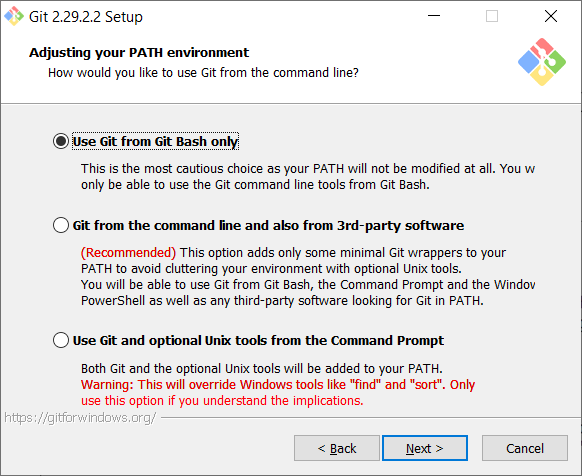 Git 2.29.2.2 Setup
Adjusting your PATH environment
How would you like to use Git from the command line?
Use Git from Git Bash only
This is the most cautious choice as your PATH will not be modified at all. You w
only be able to use the Git command line tools from Git Bash.
Git from the command line and also from 3rd-party software
(Recommended) This option adds only some minimal Git wrappers to your
PATH to avoid cluttering your environment with optional Unix tools.
You will be able to use Git from Git Bash, the Command Prompt and the Window
PowerShell as well as any third-party software looking for Git in PATH.
Use Git and optional Unix tools from the Command Prompt
Both Git and the optional Unix tools will be added to your PATH.
Warning: This will override Windows tools like "find" and "sort". Only
use this option if you understand the implications.
https://gitforwindows.org/
< Back Next > Cancel